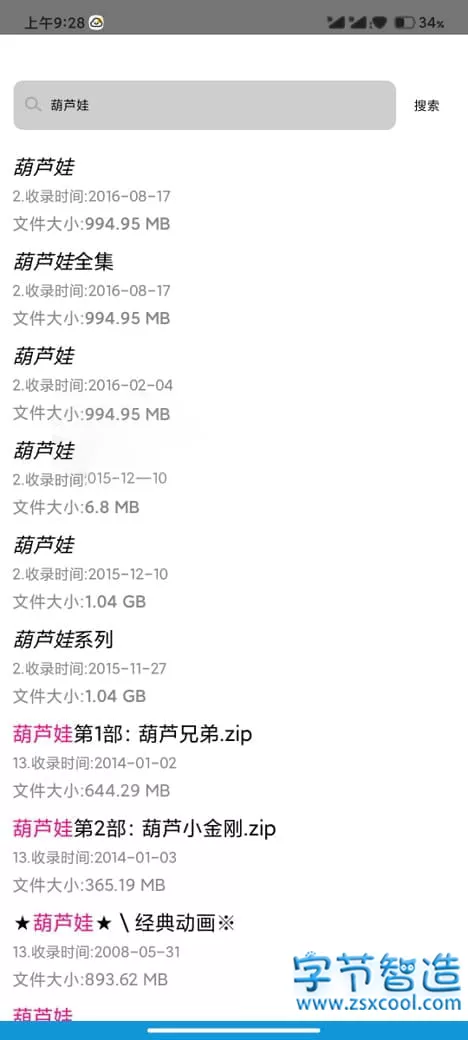 上午9:28
34%
葫芦娃
搜索
葫芦娃
2.收录时间:2016-08-17
文件大小:994.95 MB
葫芦娃全集
2.收录时间:2016-08-17
文件大小:994.95 MB
葫芦娃
2.收录时间:2016-02-04
文件大小:994.95 MB
葫芦娃
2.收录时间:015-12—10
文件大小:6.8 MB
葫芦娃
2.收录时间:2015-12-10
文件大小:1.04 GB
葫芦娃系列
2.收录时间:2015-11-27
文件大小:1.04 GB
葫芦娃第1部：葫芦兄弟.zip
13.收录时间:2014-01-02
文件大小:644.29 MB
葫芦娃第2部：葫芦小金刚.zip
13.收录时间:2014-01-03
文件大小:365.19 MB
★葫芦娃★ \ 经典动画※
13.收录时间:2008-05-31
文件大小:893.62 MB
葫芦娃
字节智造
www.zsxcool.com